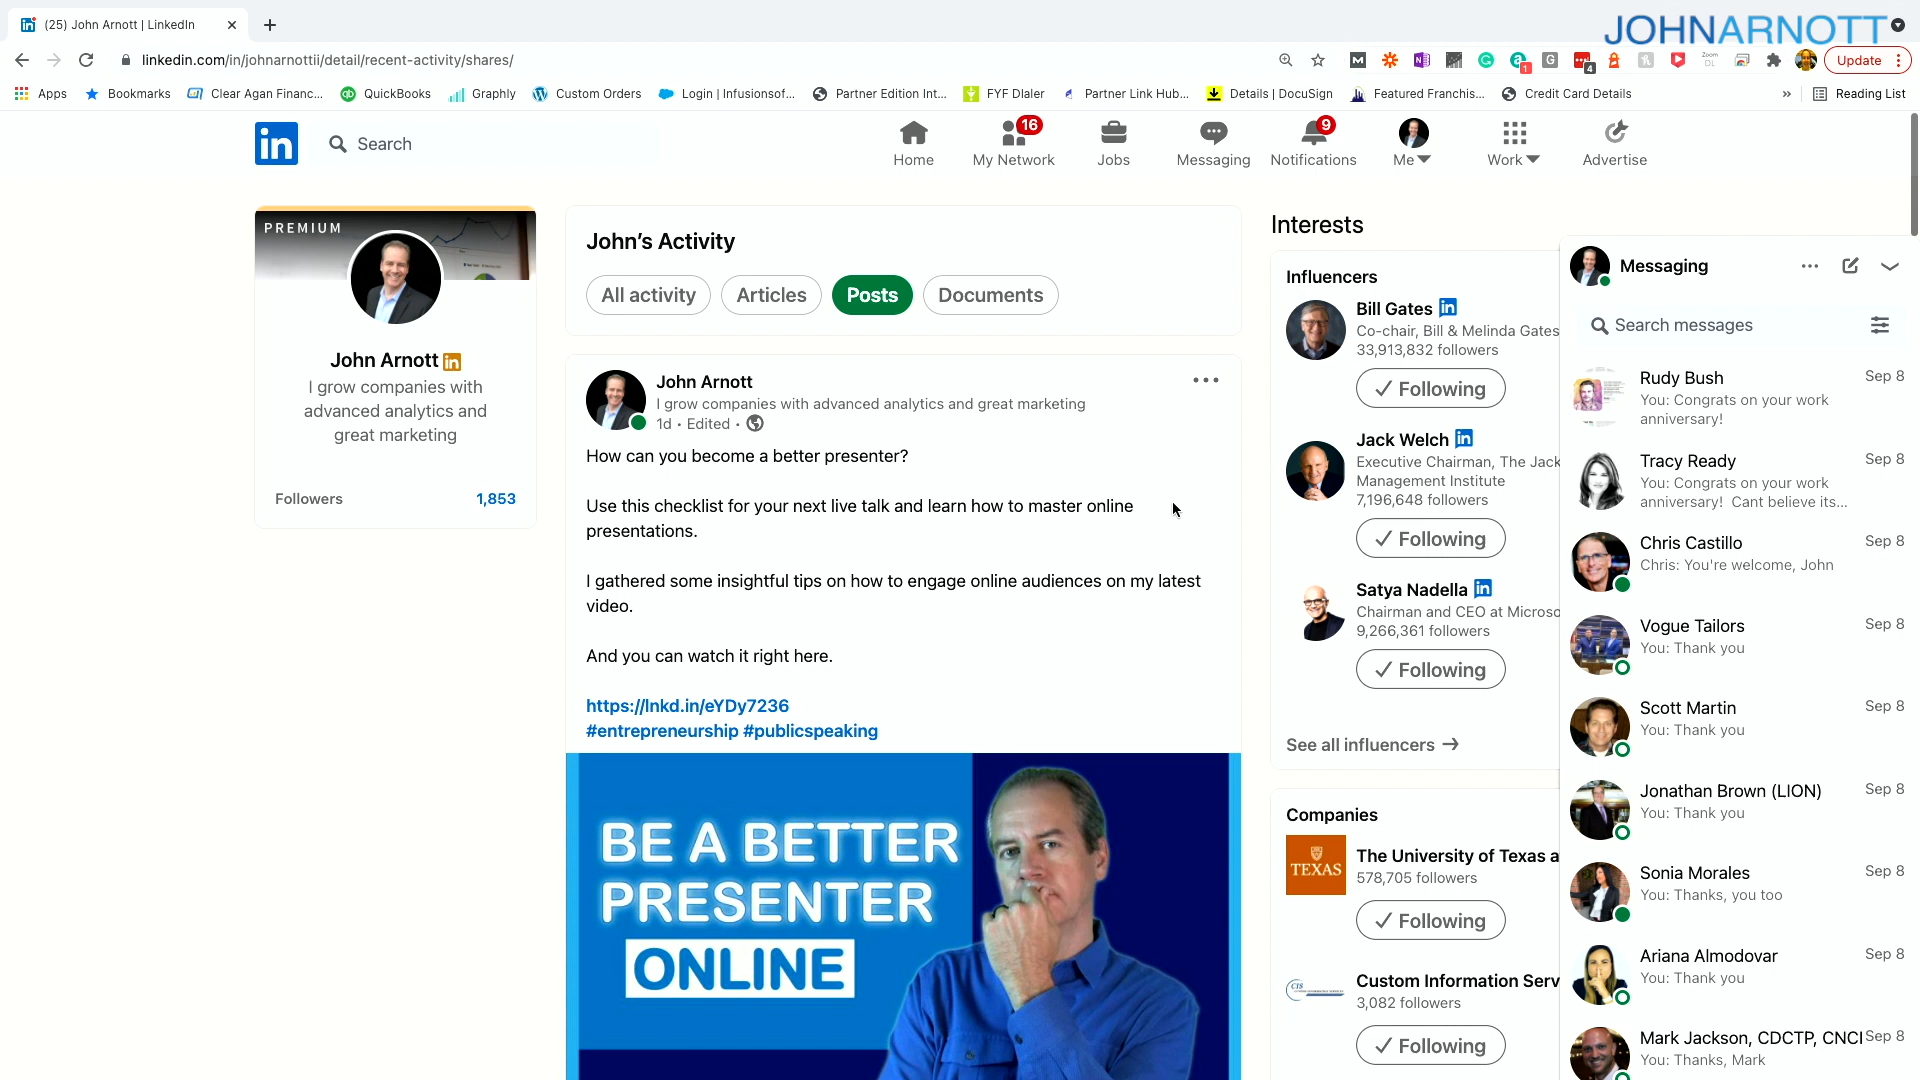 (25) John Arnott | LinkedIn
JOHNARNOTT
linkedin.com/in/johnarnottii/detail/recent-activity/shares/
Update
Apps
Bookmarks
Clear Agan Financ...
QuickBooks
Graphly
Custom Orders
Login | Infusionsof...
Partner Edition Int...
FYF DIaler
Partner Link Hub...
Details | DocuSign
Featured Franchis...
Credit Card Details
»
Reading List
in
Search
Home
16
My Network
Jobs
Messaging
9
Notifications
Me
Work
Advertise
PREMIUM
John Arnott
I grow companies with
advanced analytics and
great marketing
Followers 1,853
John's Activity
All activity
Articles
Posts
Documents
John Arnott
I grow companies with advanced analytics and great marketing
1d • Edited •
How can you become a better presenter?
Use this checklist for your next live talk and learn how to master online
presentations.
I gathered some insightful tips on how to engage online audiences on my latest
video.
And you can watch it right here.
https://lnkd.in/eYDy7236
#entrepreneurship #publicspeaking
BE A BETTER
PRESENTER
ONLINE
Interests
Influencers
Bill Gates
Co-chair, Bill & Melinda Gates
33,913,832 followers
Following
Jack Welch
Executive Chairman, The Jack
Management Institute
7,196,648 followers
Following
Satya Nadella
Chairman and CEO at Microso
9,266,361 followers
Following
See all influencers →
Companies
TEXAS
The University of Texas a
578,705 followers
Following
CIS
Custom Information Serv
3,082 followers
Following
Messaging
Search messages
Rudy Bush Sep 8
You: Congrats on your work
anniversary!
Tracy Ready Sep 8
You: Congrats on your work
anniversary! Cant believe its...
Chris Castillo Sep 8
Chris: You're welcome, John
Vogue Tailors Sep 8
You: Thank you
Scott Martin Sep 8
You: Thank you
Jonathan Brown (LION) Sep 8
You: Thank you
Sonia Morales Sep 8
You: Thanks, you too
Ariana Almodovar Sep 8
You: Thank you
Mark Jackson, CDCTP, CNCI Sep 8
You: Thanks, Mark